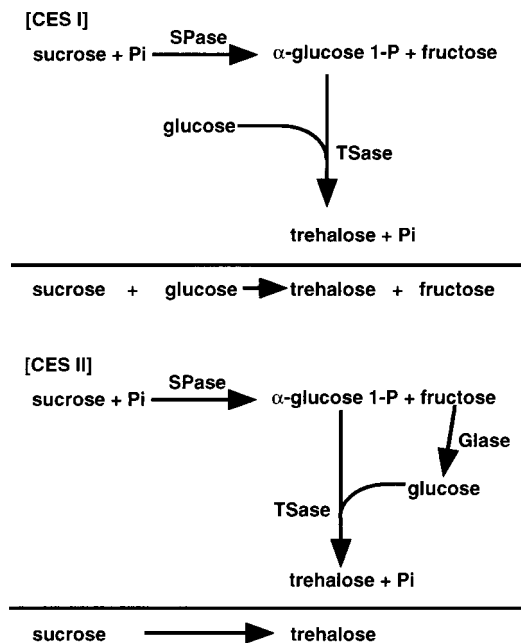 [CES I]
SPase
sucrose + Pi
α-glucose 1-P + fructose
glucose
TSase
trehalose + Pi
sucrose + glucose trehalose + fructose
[CES II]
SPase
sucrose + Pi
α-glucose 1-P + fructose
GIase
glucose
TSase
trehalose + Pi
sucrose trehalose